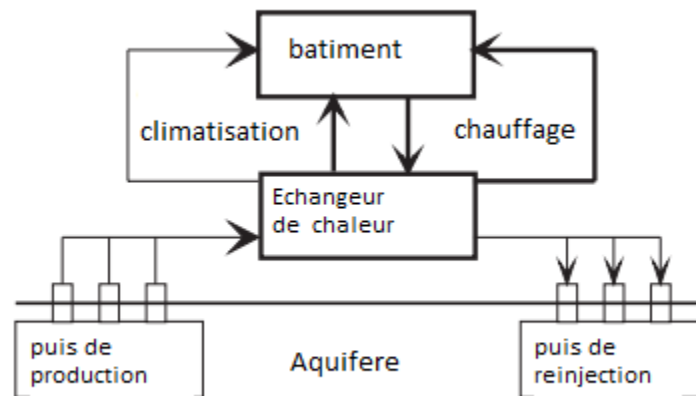 batiment
climatisation
chauffage
Echangeur
de chaleur
puis de
production
Aquifere
puis de
reinjection